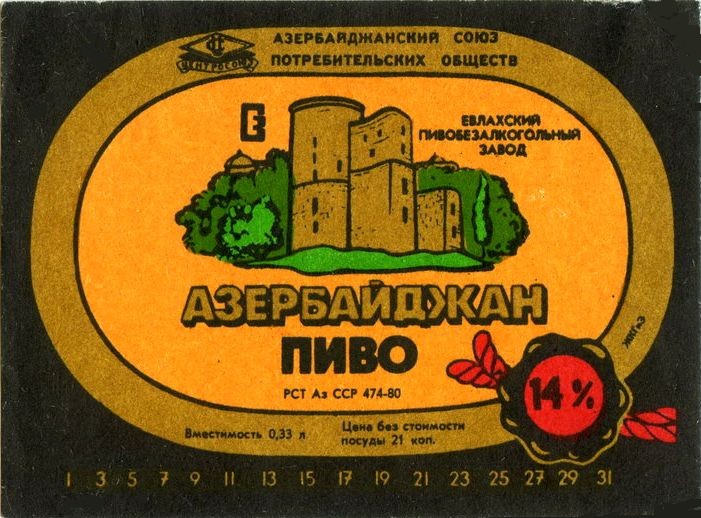 ЦЕНТРОСОЮЗ
АЗЕРБАЙДЖАНСКИЙ СОЮЗ
ПОТРЕБИТЕЛЬСКИХ ОБЩЕСТВ
ЕВЛАХСКИЙ
ПИВОБЕЗАЛКОГОЛЬНЫЙ
ЗАВОД
АЗЕРБАЙДЖАН
ПИВО
РСТ Аз ССР 474-80
14%
Вместимость 0,33 л
Цена без стоимости
посуды 21 коп.
1 3 5 7 9 11 13 15 17 19 21 23 25 27 29 31